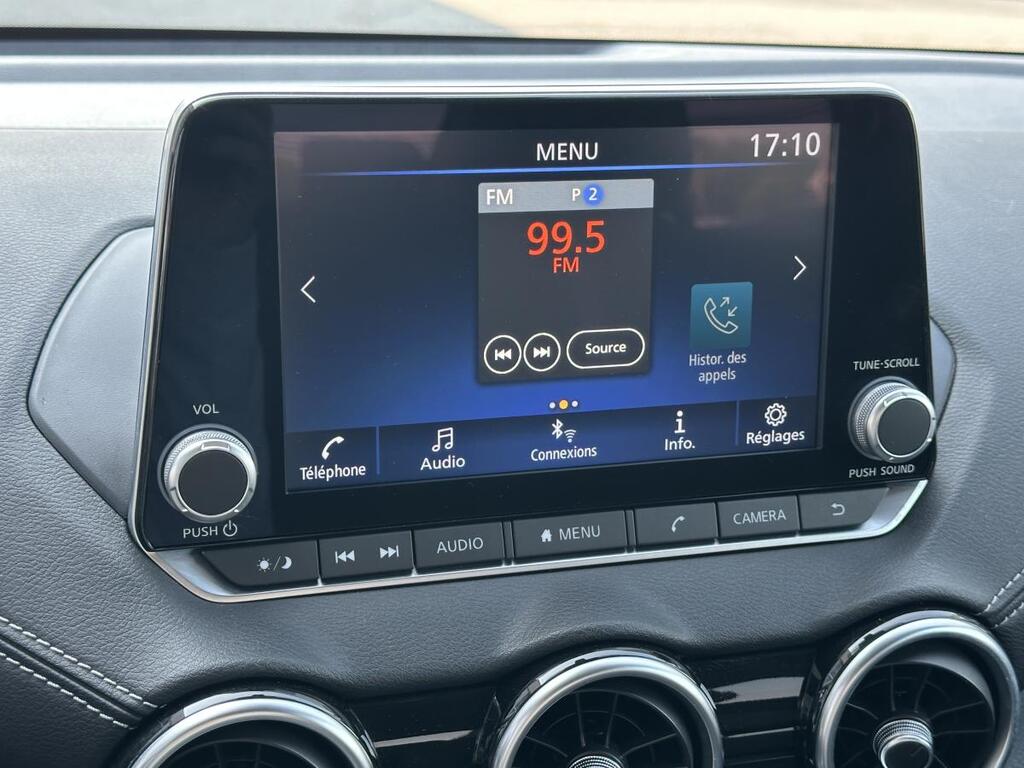 MENU
17:10
FM P 2
99.5
FM
Source
Histor. des
appels
Téléphone
Audio
Connexions
Info.
Réglages
VOL
PUSH
TUNE·SCROLL
PUSH SOUND
AUDIO
MENU
CAMERA